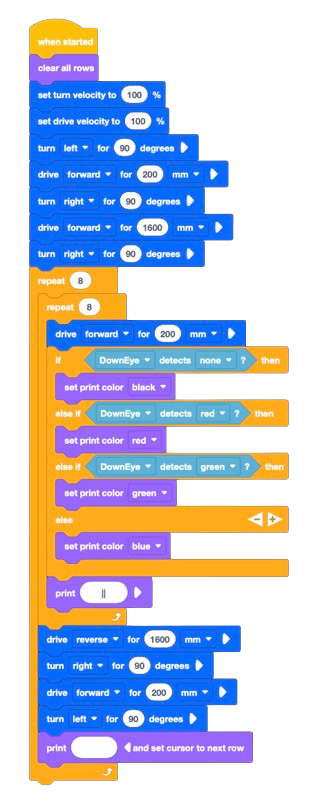 when started
clear all rows
set turn velocity to 100 %
set drive velocity to 100 %
turn left for 90 degrees
drive forward for 200 mm
turn right for 90 degrees
drive forward for 1600 mm
turn right for 90 degrees
repeat 8
repeat 8
drive forward for 200 mm
if DownEye detects none ? then
set print color black
else if DownEye detects red ? then
set print color red
else if DownEye detects green ? then
set print color green
else
set print color blue
print ||
drive reverse for 1600 mm
turn right for 90 degrees
drive forward for 200 mm
turn left for 90 degrees
print and set cursor to next row